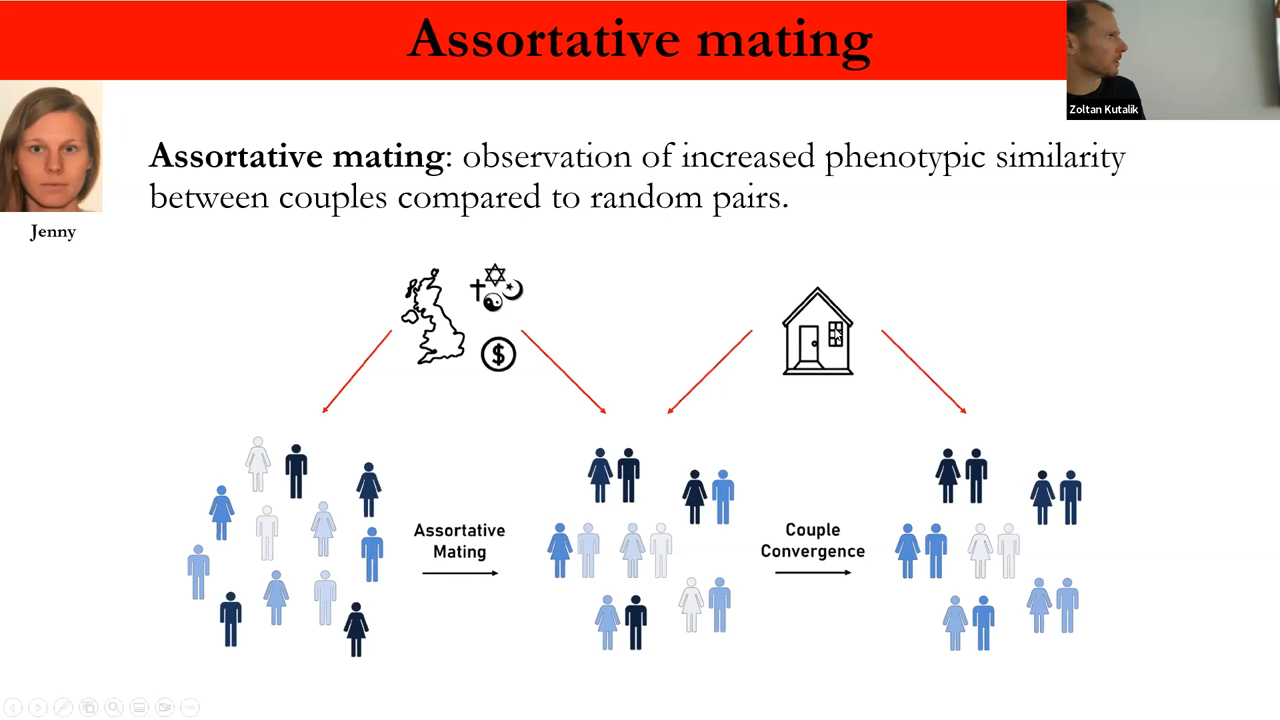 Assortative mating
Zoltan Kutalik
Jenny
Assortative mating: observation of increased phenotypic similarity
between couples compared to random pairs.
$
Assortative
Mating
Couple
Convergence